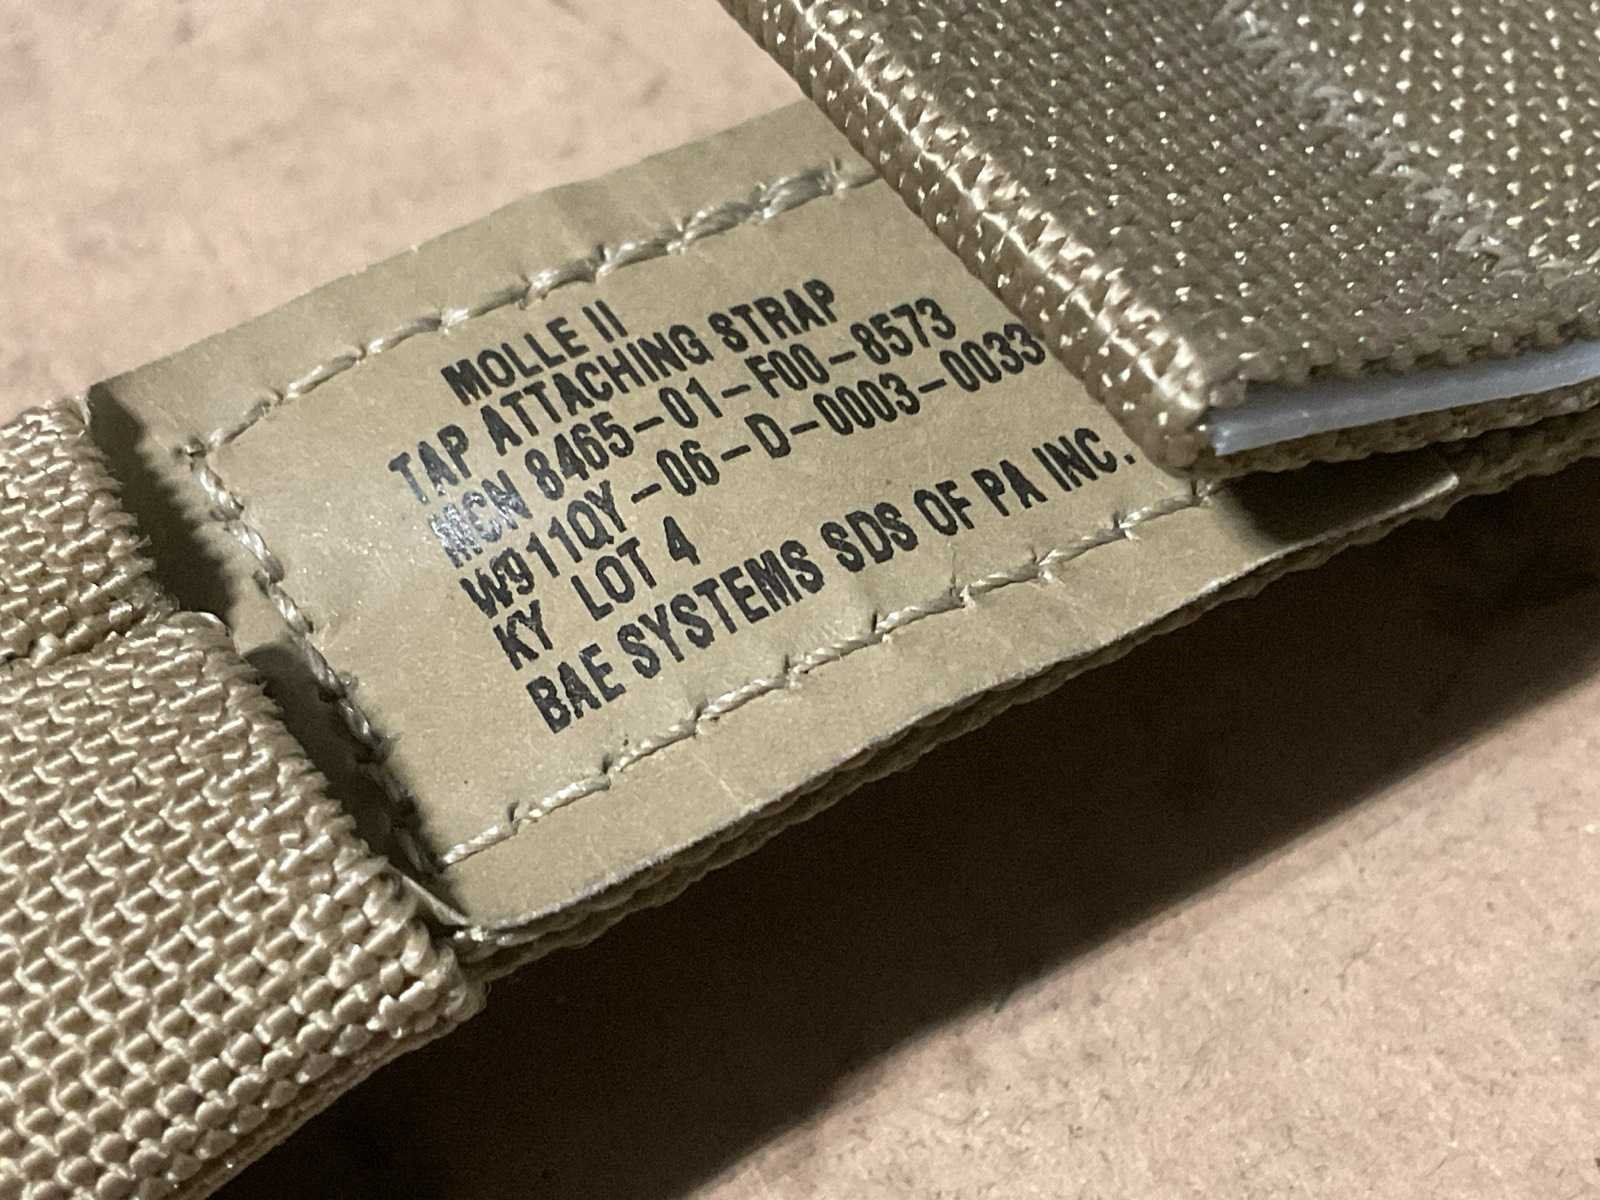 MOLLE II
TAP ATTACHING STRAP
MCN 8465-01-F00-8573
W911QY-06-D-0003-0033
KY LOT 4
BAE SYSTEMS SDS OF PA INC.